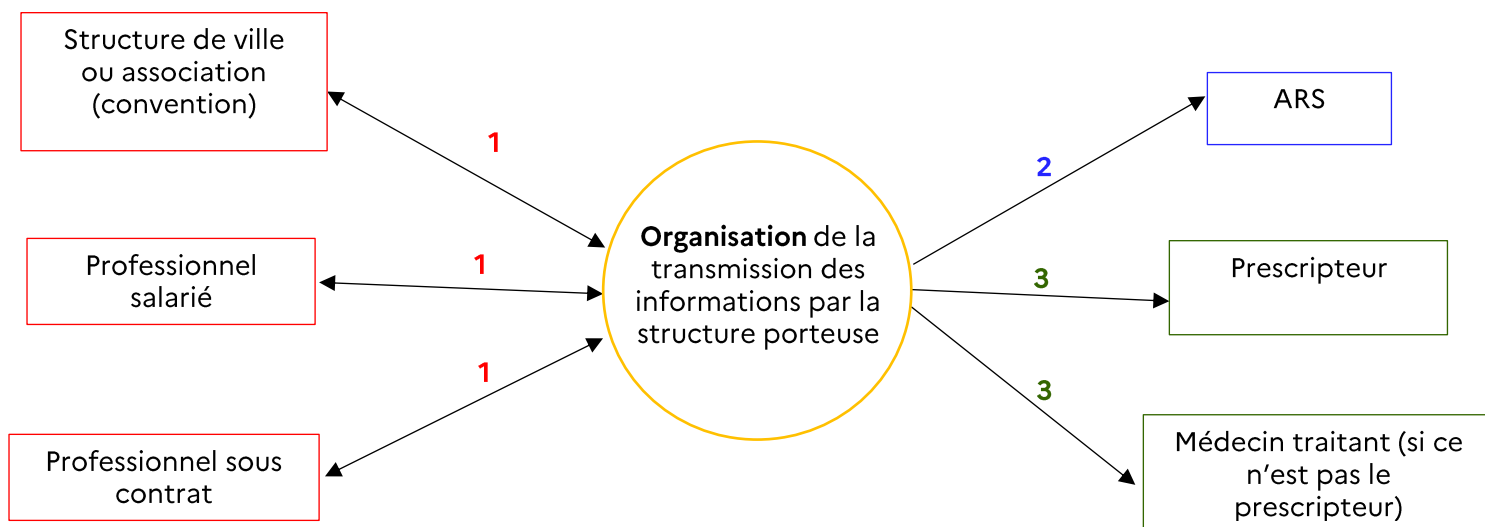 Structure de ville
ou association
(convention)
1
Professionnel
salarié
1
Professionnel sous
contrat
1
Organisation de la
transmission des
informations par la
structure porteuse
2
ARS
3
Prescripteur
3
Médecin traitant (si ce
n’est pas le
prescripteur)